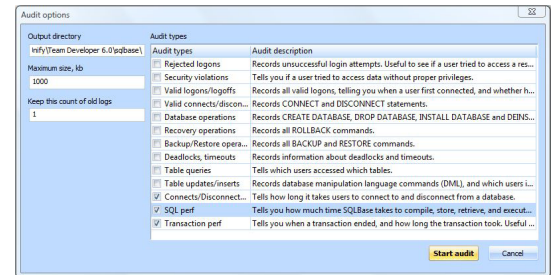 Audit options
Output directory
Inify\Team Developer 6.0\sqlbase\
Maximum size, kb
1000
Keep this count of old logs
1
Audit types
Audit types Audit description
Rejected logons Records unsuccessful login attempts. Useful to see if a user tried to access a res...
Security violations Tells you if a user tried to access data without proper privileges.
Valid logons/logoffs Records all valid logons, telling you when a user first connected, and whether h...
Valid connects/discon... Records CONNECT and DISCONNECT statements.
Database operations Records CREATE DATABASE, DROP DATABASE, INSTALL DATABASE and DEINS...
Recovery operations Records all ROLLBACK commands.
Backup/Restore opera... Records all BACKUP and RESTORE commands.
Deadlocks, timeouts Records information about deadlocks and timeouts.
Table queries Tells which users accessed which tables.
Table updates/inserts Records database manipulation language commands (DML), and which users i...
Connects/Disconnect... Tells how long it takes users to connect to and disconnect from a database.
SQL perf Tells you how much time SQLBase takes to compile, store, retrieve, and execut...
Transaction perf Tells you when a transaction ended, and how long the transaction took. Useful ...
Start audit Cancel